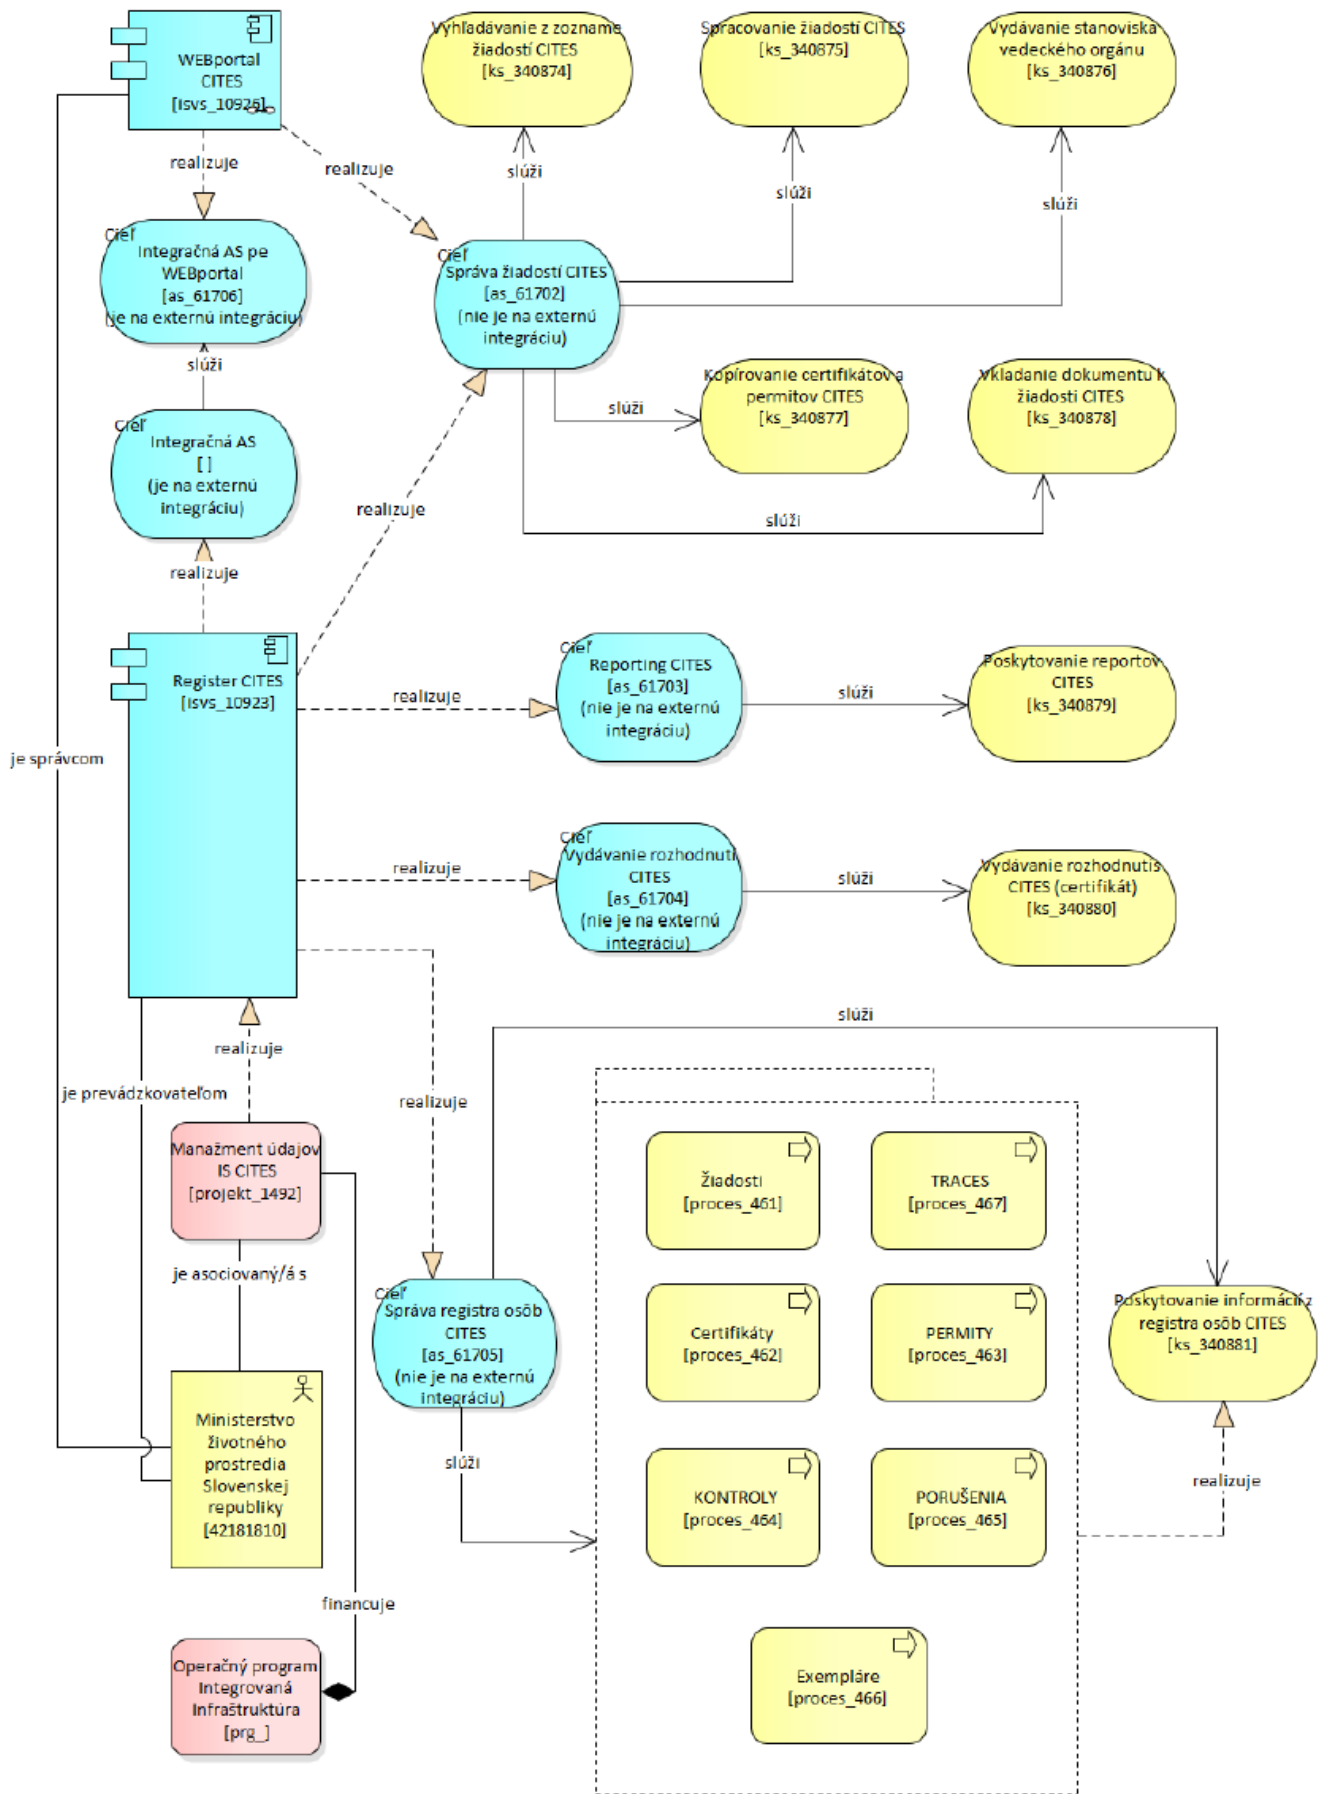 WEBportal
CITES
[isvs_10926]
Vyhľadávanie z zozname
žiadostí CITES
[ks_340874]
Spracovanie žiadostí CITES
[ks_340875]
Vydávanie stanoviska
vedeckého orgánu
[ks_340876]
realizuje
realizuje
slúži
slúži
slúži
Cieľ
Integračná AS pe
WEBportal
[as_61706]
(je na externú integráciu)
Cieľ
Správa žiadostí CITES
[as_61702]
(nie je na externú
integráciu)
slúži
Cieľ
Integračná AS
[ ]
(je na externú
integráciu)
slúži
Kopírovanie certifikátov a
permitov CITES
[ks_340877]
Vkladanie dokumentu k
žiadosti CITES
[ks_340878]
realizuje
slúži
realizuje
Register CITES
[isvs_10923]
realizuje
Cieľ
Reporting CITES
[as_61703]
(nie je na externú
integráciu)
slúži
Poskytovanie reportov
CITES
[ks_340879]
je správcom
realizuje
Cieľ
Vydávanie rozhodnutí
CITES
[as_61704]
(nie je na externú
integráciu)
slúži
Vydávanie rozhodnutis
CITES (certifikát)
[ks_340880]
slúži
realizuje
je prevádzkovateľom
realizuje
Manažment údajov
IS CITES
[projekt_1492]
Žiadosti
[proces_461]
TRACES
[proces_467]
je asociovaný/á s
Cieľ
Správa registra osôb
CITES
[as_61705]
(nie je na externú
integráciu)
Certifikáty
[proces_462]
PERMITY
[proces_463]
Poskytovanie informácií z
registra osôb CITES
[ks_340881]
Ministerstvo
životného
prostredia
Slovenskej
republiky
[42181810]
slúži
KONTROLY
[proces_464]
PORUŠENIA
[proces_465]
realizuje
financuje
Operačný program
Integrovaná
Infraštruktúra
[prg_]
Exempláre
[proces_466]